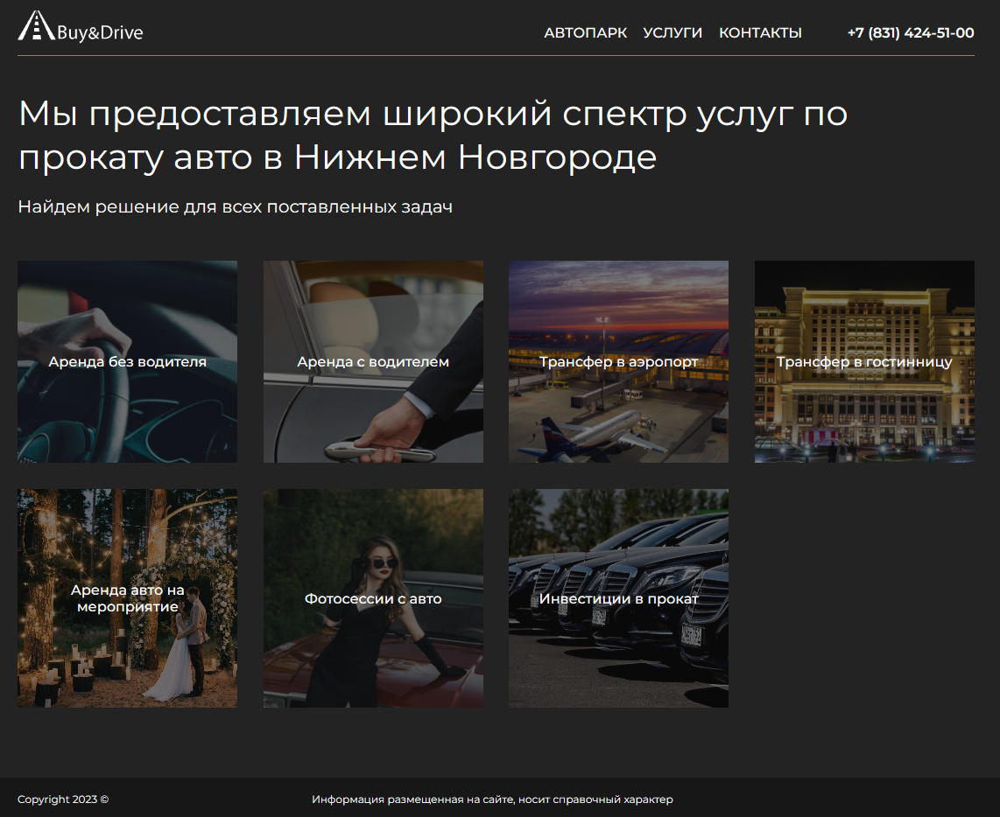 Buy&Drive
АВТОПАРК УСЛУГИ КОНТАКТЫ +7 (831) 424-51-00
Мы предоставляем широкий спектр услуг по
прокату авто в Нижнем Новгороде
Найдем решение для всех поставленных задач
Аренда без водителя
Аренда с водителем
Трансфер в аэропорт
Трансфер в гостинницу
Аренда авто на
мероприятие
Фотосессии с авто
Инвестиции в прокат
Copyright 2023 ©
Информация размещенная на сайте, носит справочный характер